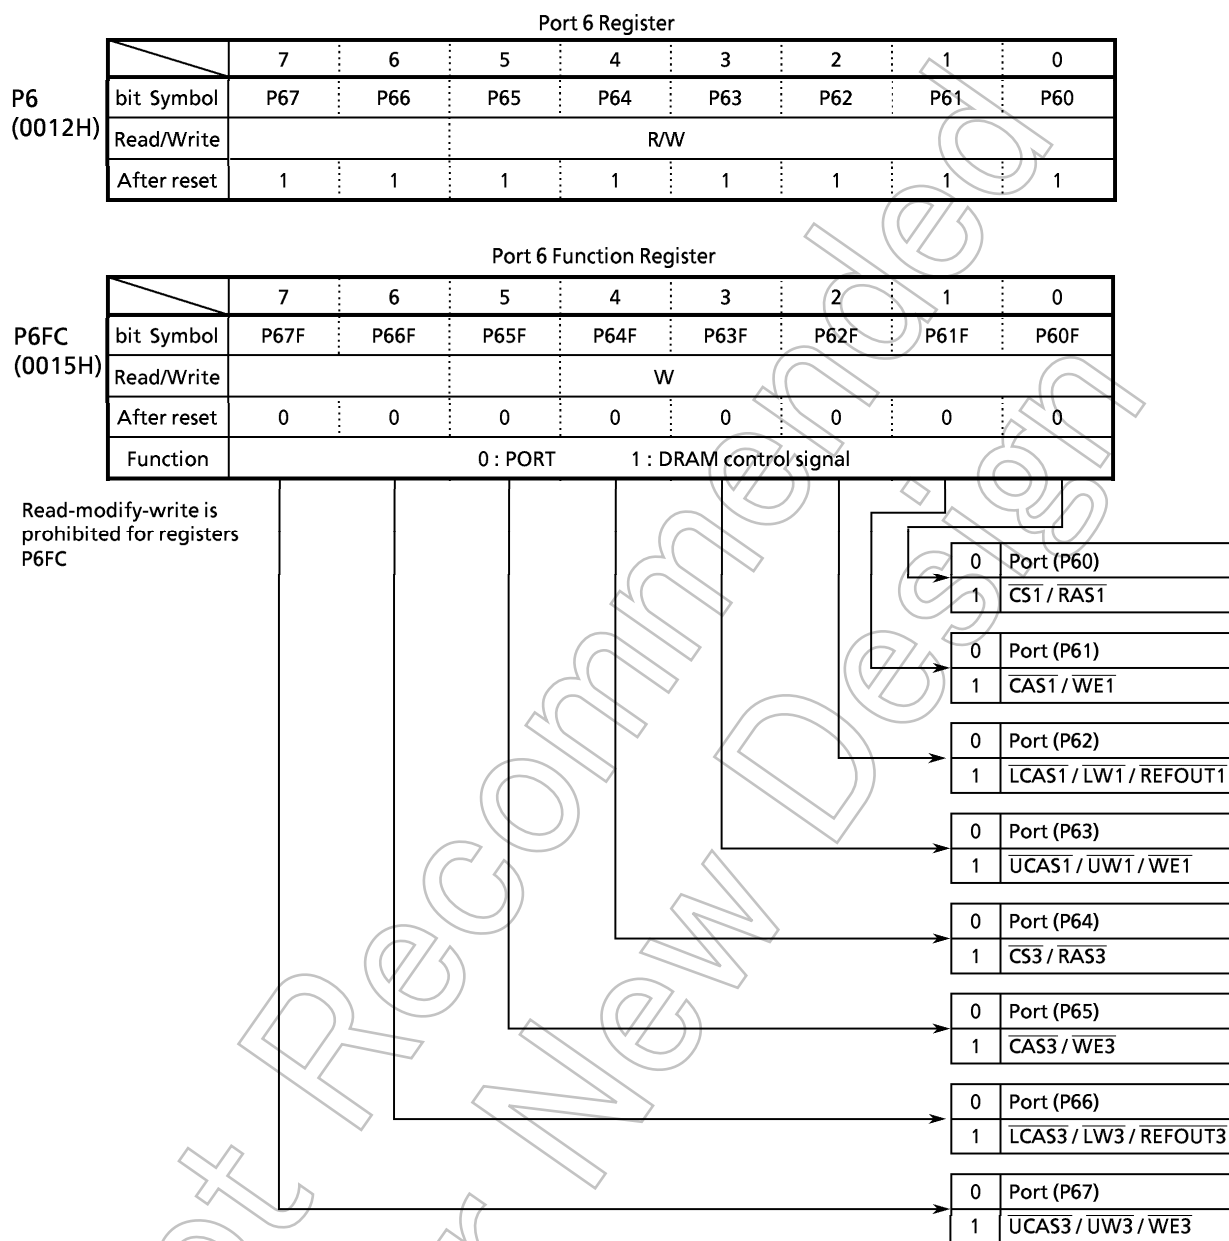 Port 6 Register
7 6 5 4 3 2 1 0
P6 (0012H)
bit Symbol P67 P66 P65 P64 P63 P62 P61 P60
Read/Write R/W
After reset 1 1 1 1 1 1 1 1
Port 6 Function Register
7 6 5 4 3 2 1 0
P6FC (0015H)
bit Symbol P67F P66F P65F P64F P63F P62F P61F P60F
Read/Write W
After reset 0 0 0 0 0 0 0 0
Function 0 : PORT 1 : DRAM control signal
Read-modify-write is
prohibited for registers
P6FC
0 Port (P60)
1 CS1 / RAS1
0 Port (P61)
1 CAS1 / WE1
0 Port (P62)
1 LCAS1 / LW1 / REFOUT1
0 Port (P63)
1 UCAS1 / UW1 / WE1
0 Port (P64)
1 CS3 / RAS3
0 Port (P65)
1 CAS3 / WE3
0 Port (P66)
1 LCAS3 / LW3 / REFOUT3
0 Port (P67)
1 UCAS3 / UW3 / WE3
ot Recommended
r New Design